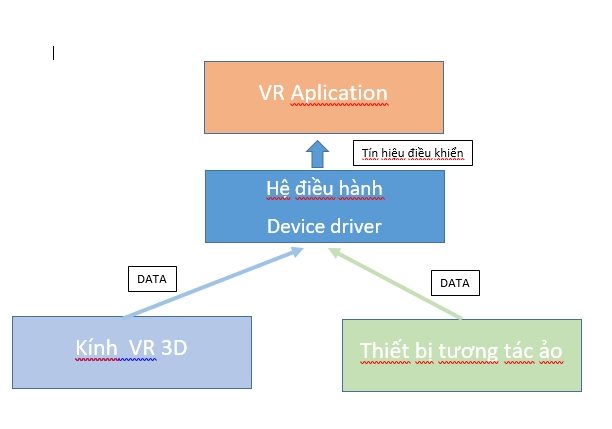 VR Aplication
Tín hiệu điều khiển
Hệ điều hành
Device driver
DATA
DATA
Kính  VR 3D
Thiết bị tương tác ảo